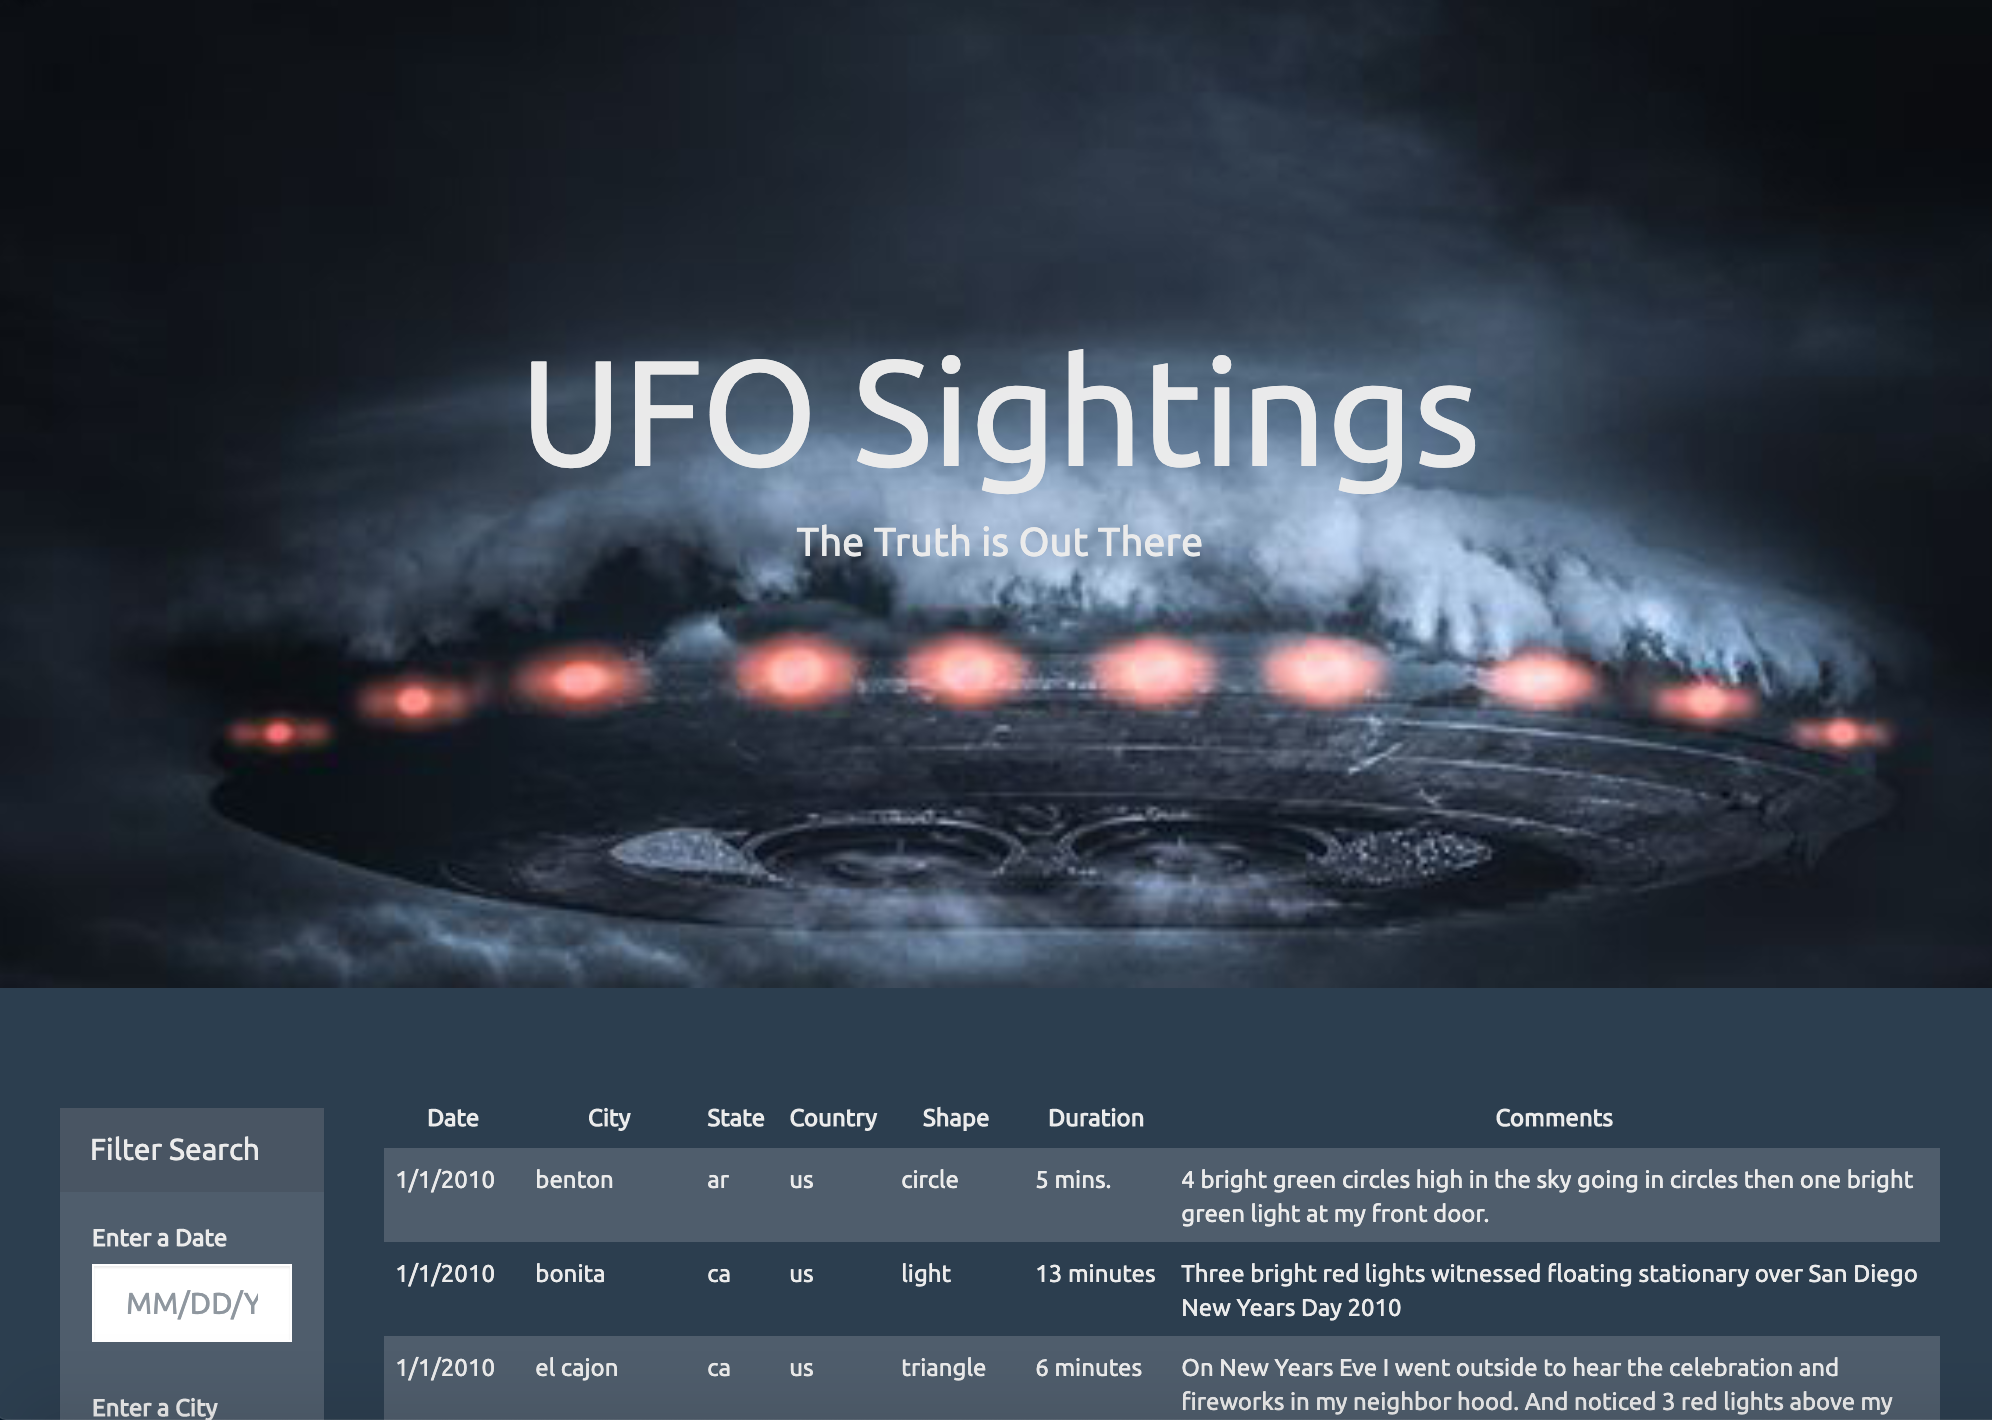 UFO Sightings
The Truth is Out There
Filter Search
Enter a Date
MM/DD/Y
Enter a City
Date City State Country Shape Duration Comments
1/1/2010 benton ar us circle 5 mins. 4 bright green circles high in the sky going in circles then one bright
green light at my front door.
1/1/2010 bonita ca us light 13 minutes Three bright red lights witnessed floating stationary over San Diego
New Years Day 2010
1/1/2010 el cajon ca us triangle 6 minutes On New Years Eve I went outside to hear the celebration and
fireworks in my neighbor hood. And noticed 3 red lights above my